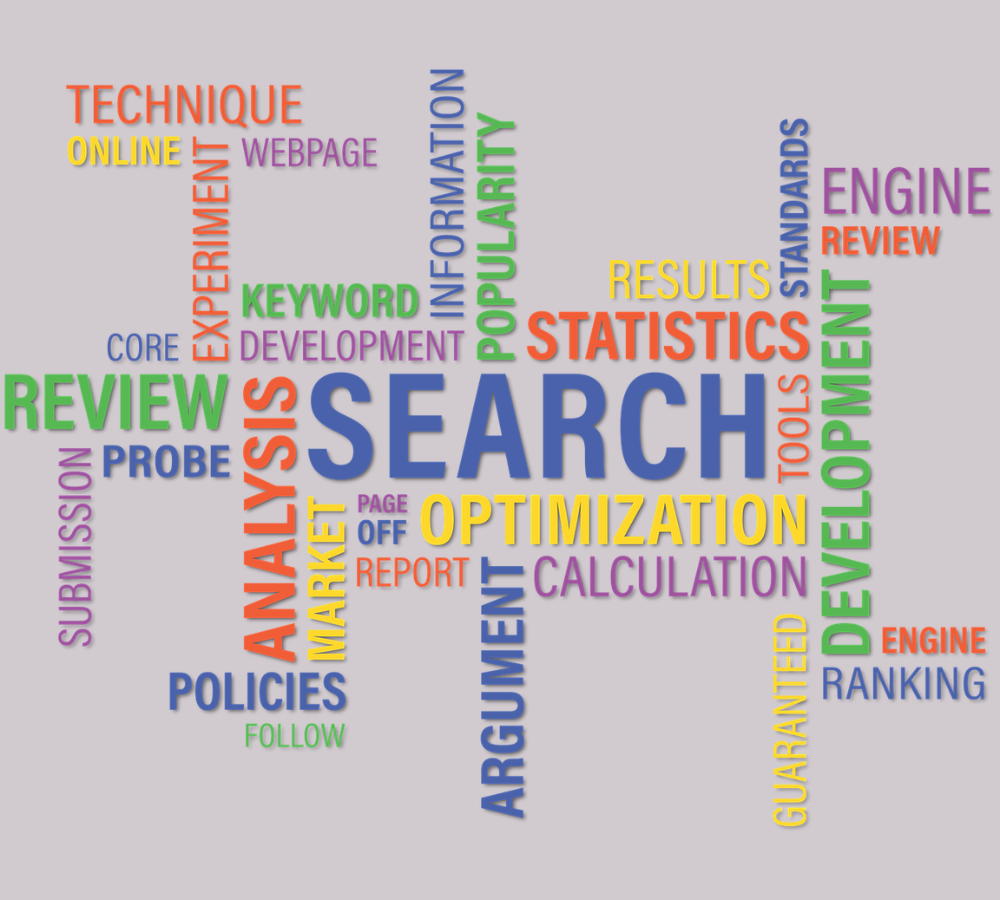 TECHNIQUE
ONLINE
EXPERIMENT
WEBPAGE
INFORMATION
POPULARITY
STANDARDS
ENGINE
REVIEW
RESULTS
KEYWORD
STATISTICS
CORE
DEVELOPMENT
DEVELOPMENT
REVIEW
ANALYSIS
SEARCH
TOOLS
PROBE
SUBMISSION
MARKET
PAGE
OFF
OPTIMIZATION
REPORT
ARGUMENT
CALCULATION
GUARANTEED
ENGINE
RANKING
POLICIES
FOLLOW